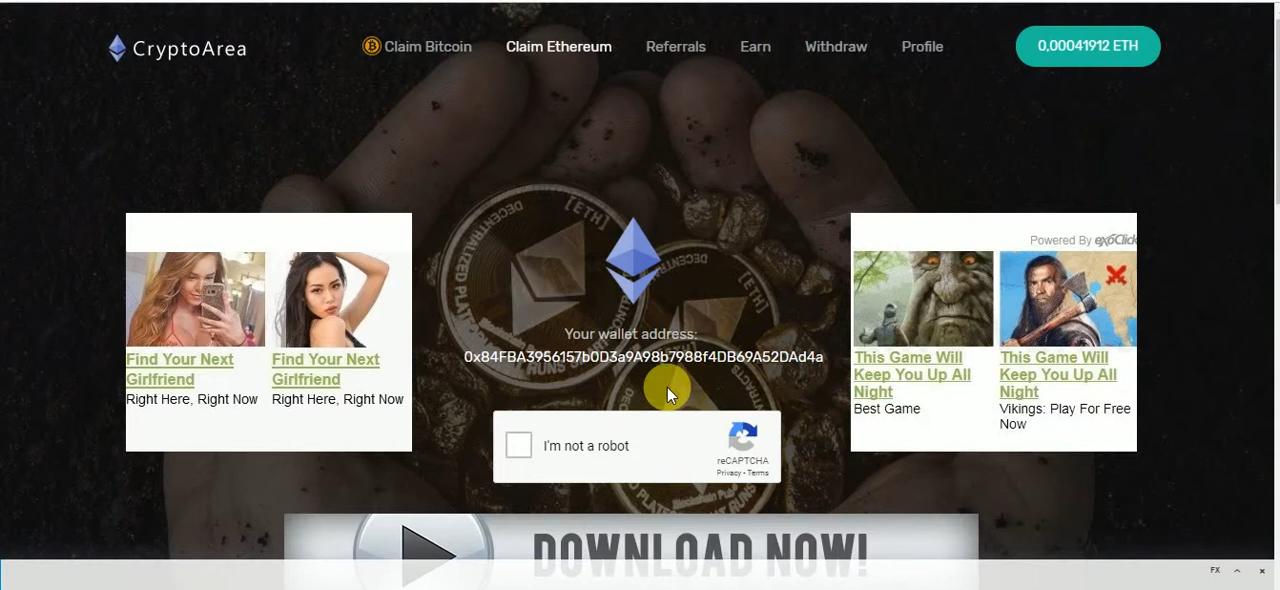 CryptoArea
Claim Bitcoin
Claim Ethereum
Referrals
Earn
Withdraw
Profile
0,00041912 ETH
Find Your Next
Girlfriend
Right Here, Right Now
Find Your Next
Girlfriend
Right Here, Right Now
[ETH]
DECENTRALIZED
Your wallet address:
0x84FBA3956157b0D3a9A98b7988f4DB69A52DAd4a
I'm not a robot
reCAPTCHA
Privacy - Terms
Powered By exoClick
This Game Will
Keep You Up All
Night
Best Game
This Game Will
Keep You Up All
Night
Vikings: Play For Free
Now
DOWNLOAD NOW!
FX